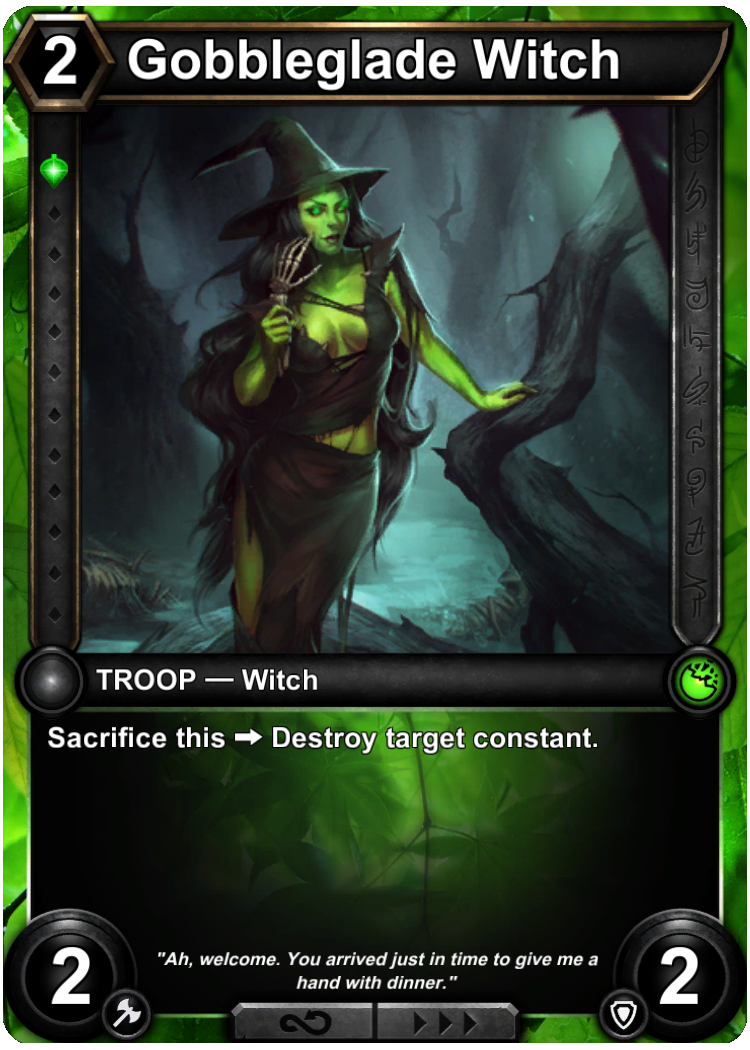 2
Gobbleglade Witch
TROOP — Witch
Sacrifice this ➡ Destroy target constant.
"Ah, welcome. You arrived just in time to give me a
hand with dinner."
2
2